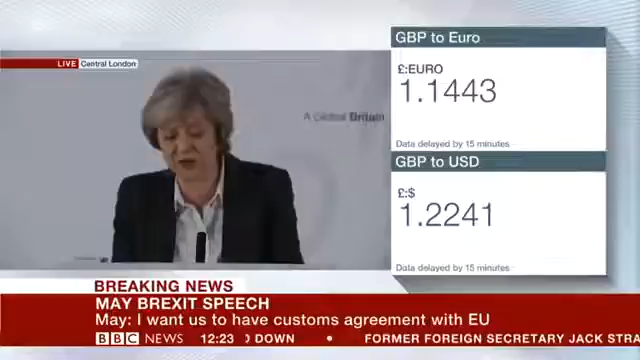 LIVE Central London
A Global Britain
GBP to Euro
£:EURO
1.1443
Data delayed by 15 minutes
GBP to USD
£:$
1.2241
Data delayed by 15 minutes
BREAKING NEWS
MAY BREXIT SPEECH
May: I want us to have customs agreement with EU
BBC NEWS 12:23 DOWN • FORMER FOREIGN SECRETARY JACK STRA